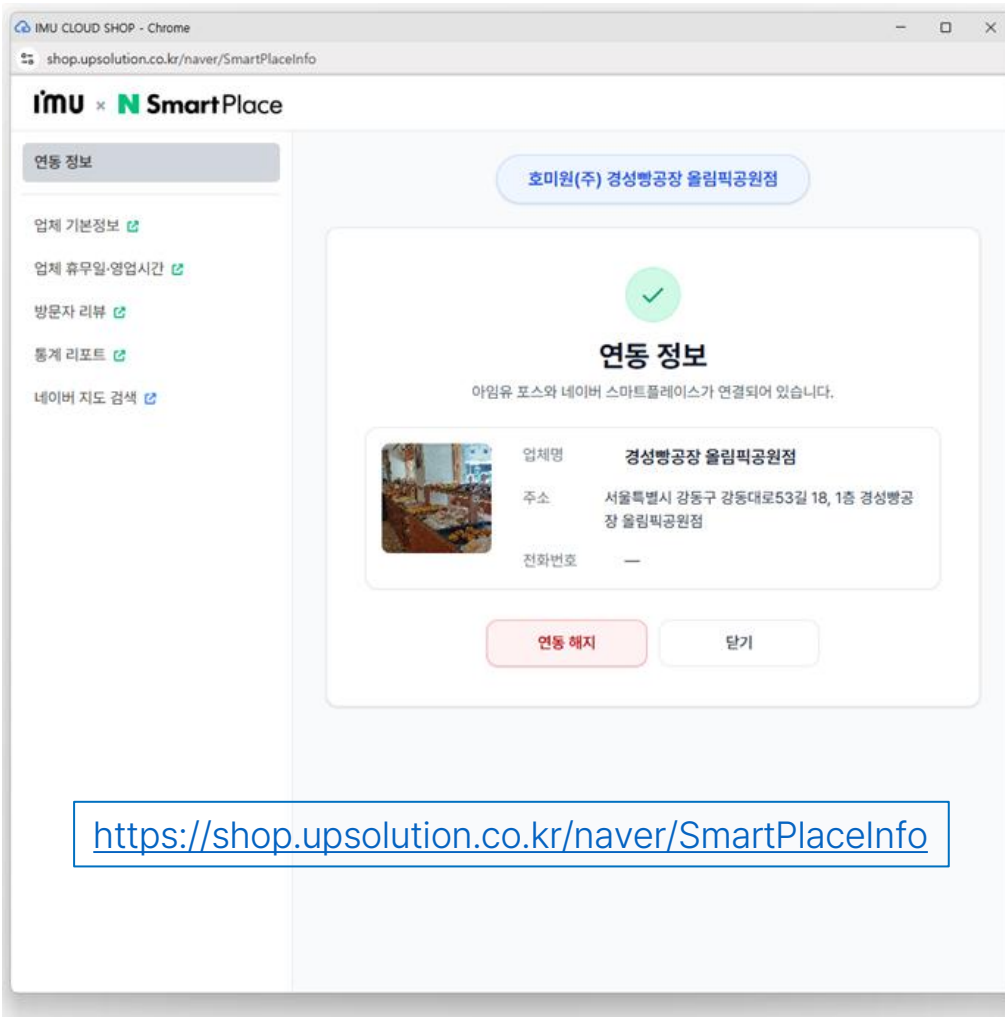 IMU CLOUD SHOP - Chrome
shop.upsolution.co.kr/naver/SmartPlaceInfo
imu × N SmartPlace
연동 정보
호미원(주) 경성빵공장 올림픽공원점
업체 기본정보
업체 휴무일·영업시간
방문자 리뷰
통계 리포트
네이버 지도 검색
연동 정보
아임유 포스와 네이버 스마트플레이스가 연결되어 있습니다.
업체명 경성빵공장 올림픽공원점
주소 서울특별시 강동구 강동대로53길 18, 1층 경성빵공
장 올림픽공원점
전화번호 —
연동 해지 닫기
https://shop.upsolution.co.kr/naver/SmartPlaceInfo